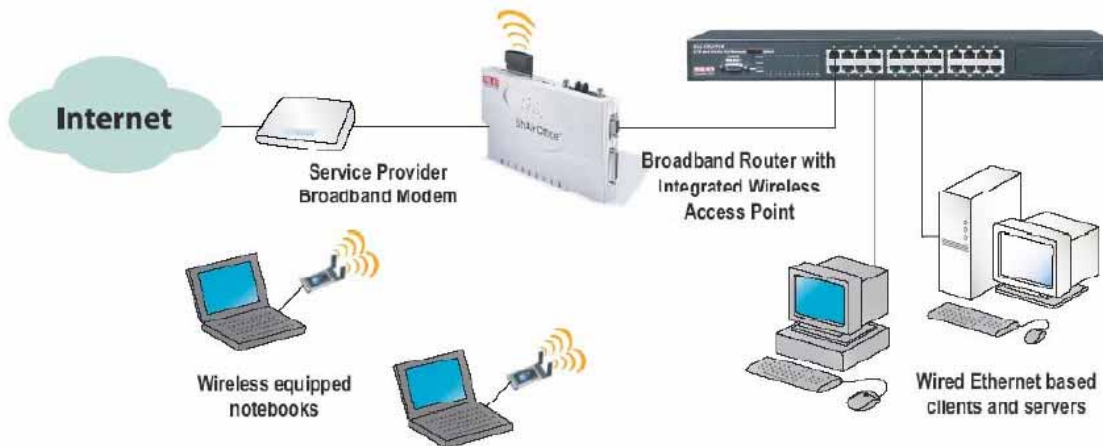 Internet
Service Provider
Broadband Modem
ShAirOffice
Broadband Router with
Integrated Wireless
Access Point
Wireless equipped
notebooks
Wired Ethernet based
clients and servers